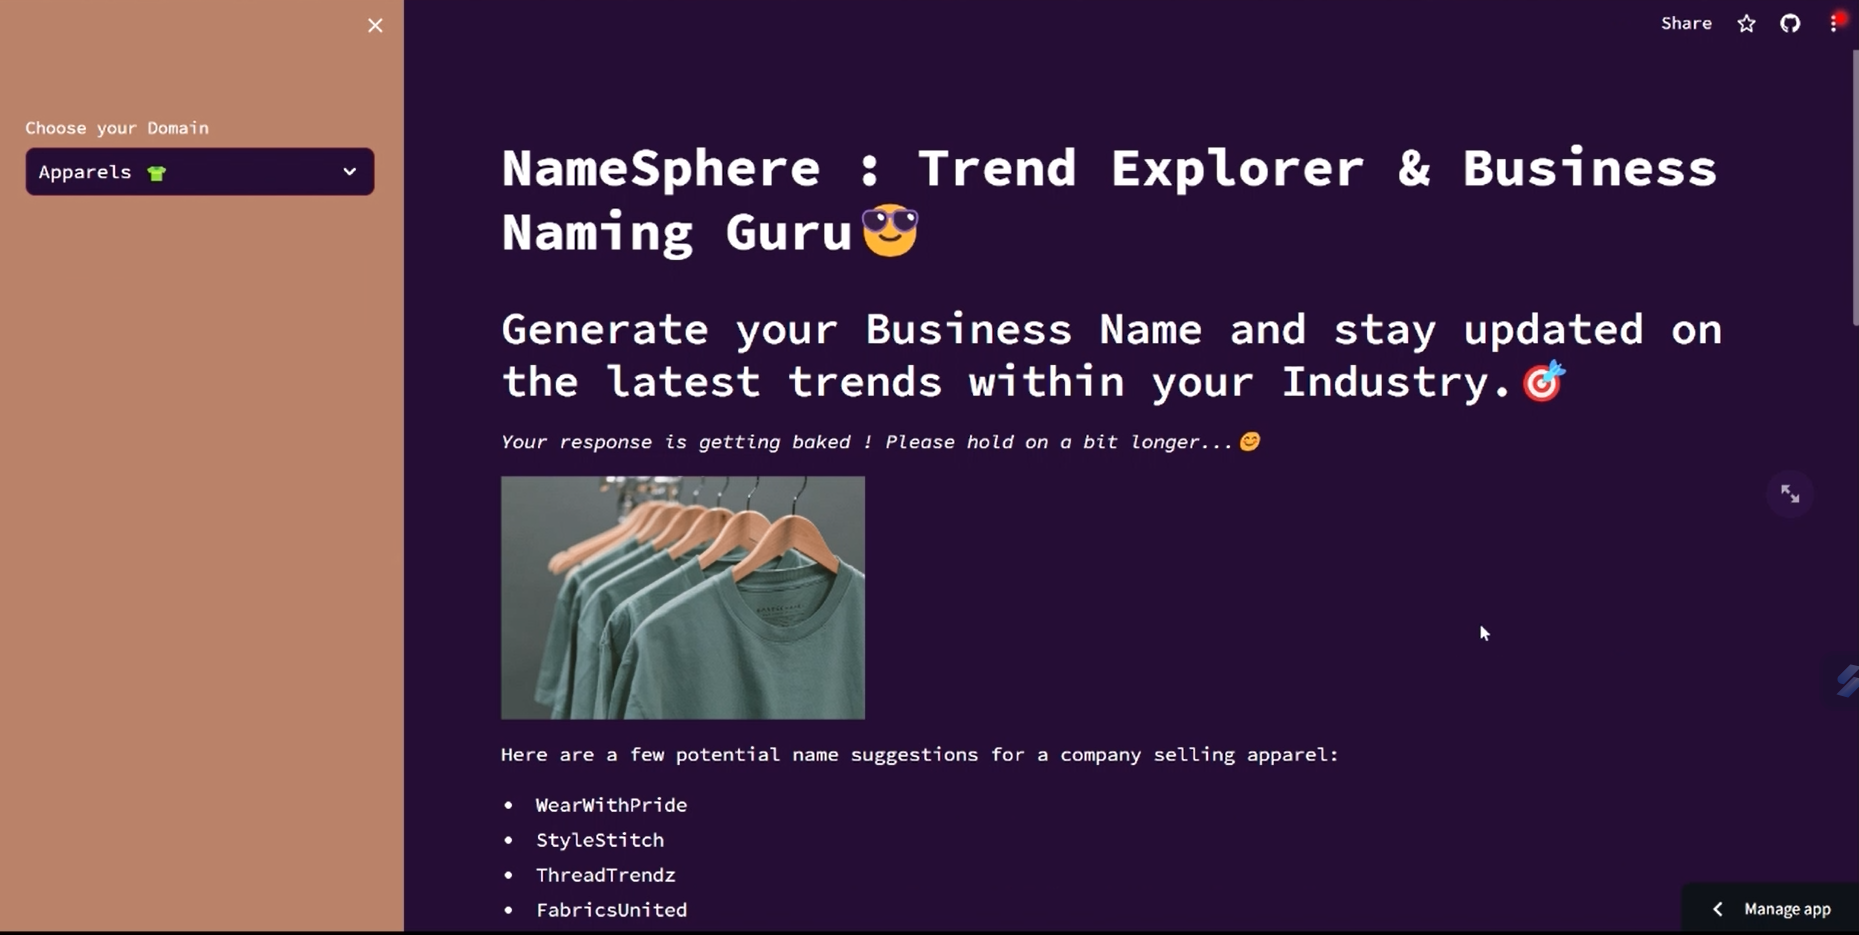 Share
Choose your Domain
Apparels 👕
NameSphere : Trend Explorer & Business
Naming Guru😎
Generate your Business Name and stay updated on
the latest trends within your Industry.🎯
Your response is getting baked ! Please hold on a bit longer...😊
Here are a few potential name suggestions for a company selling apparel:
• WearWithPride
• StyleStitch
• ThreadTrendz
• FabricsUnited
Manage app